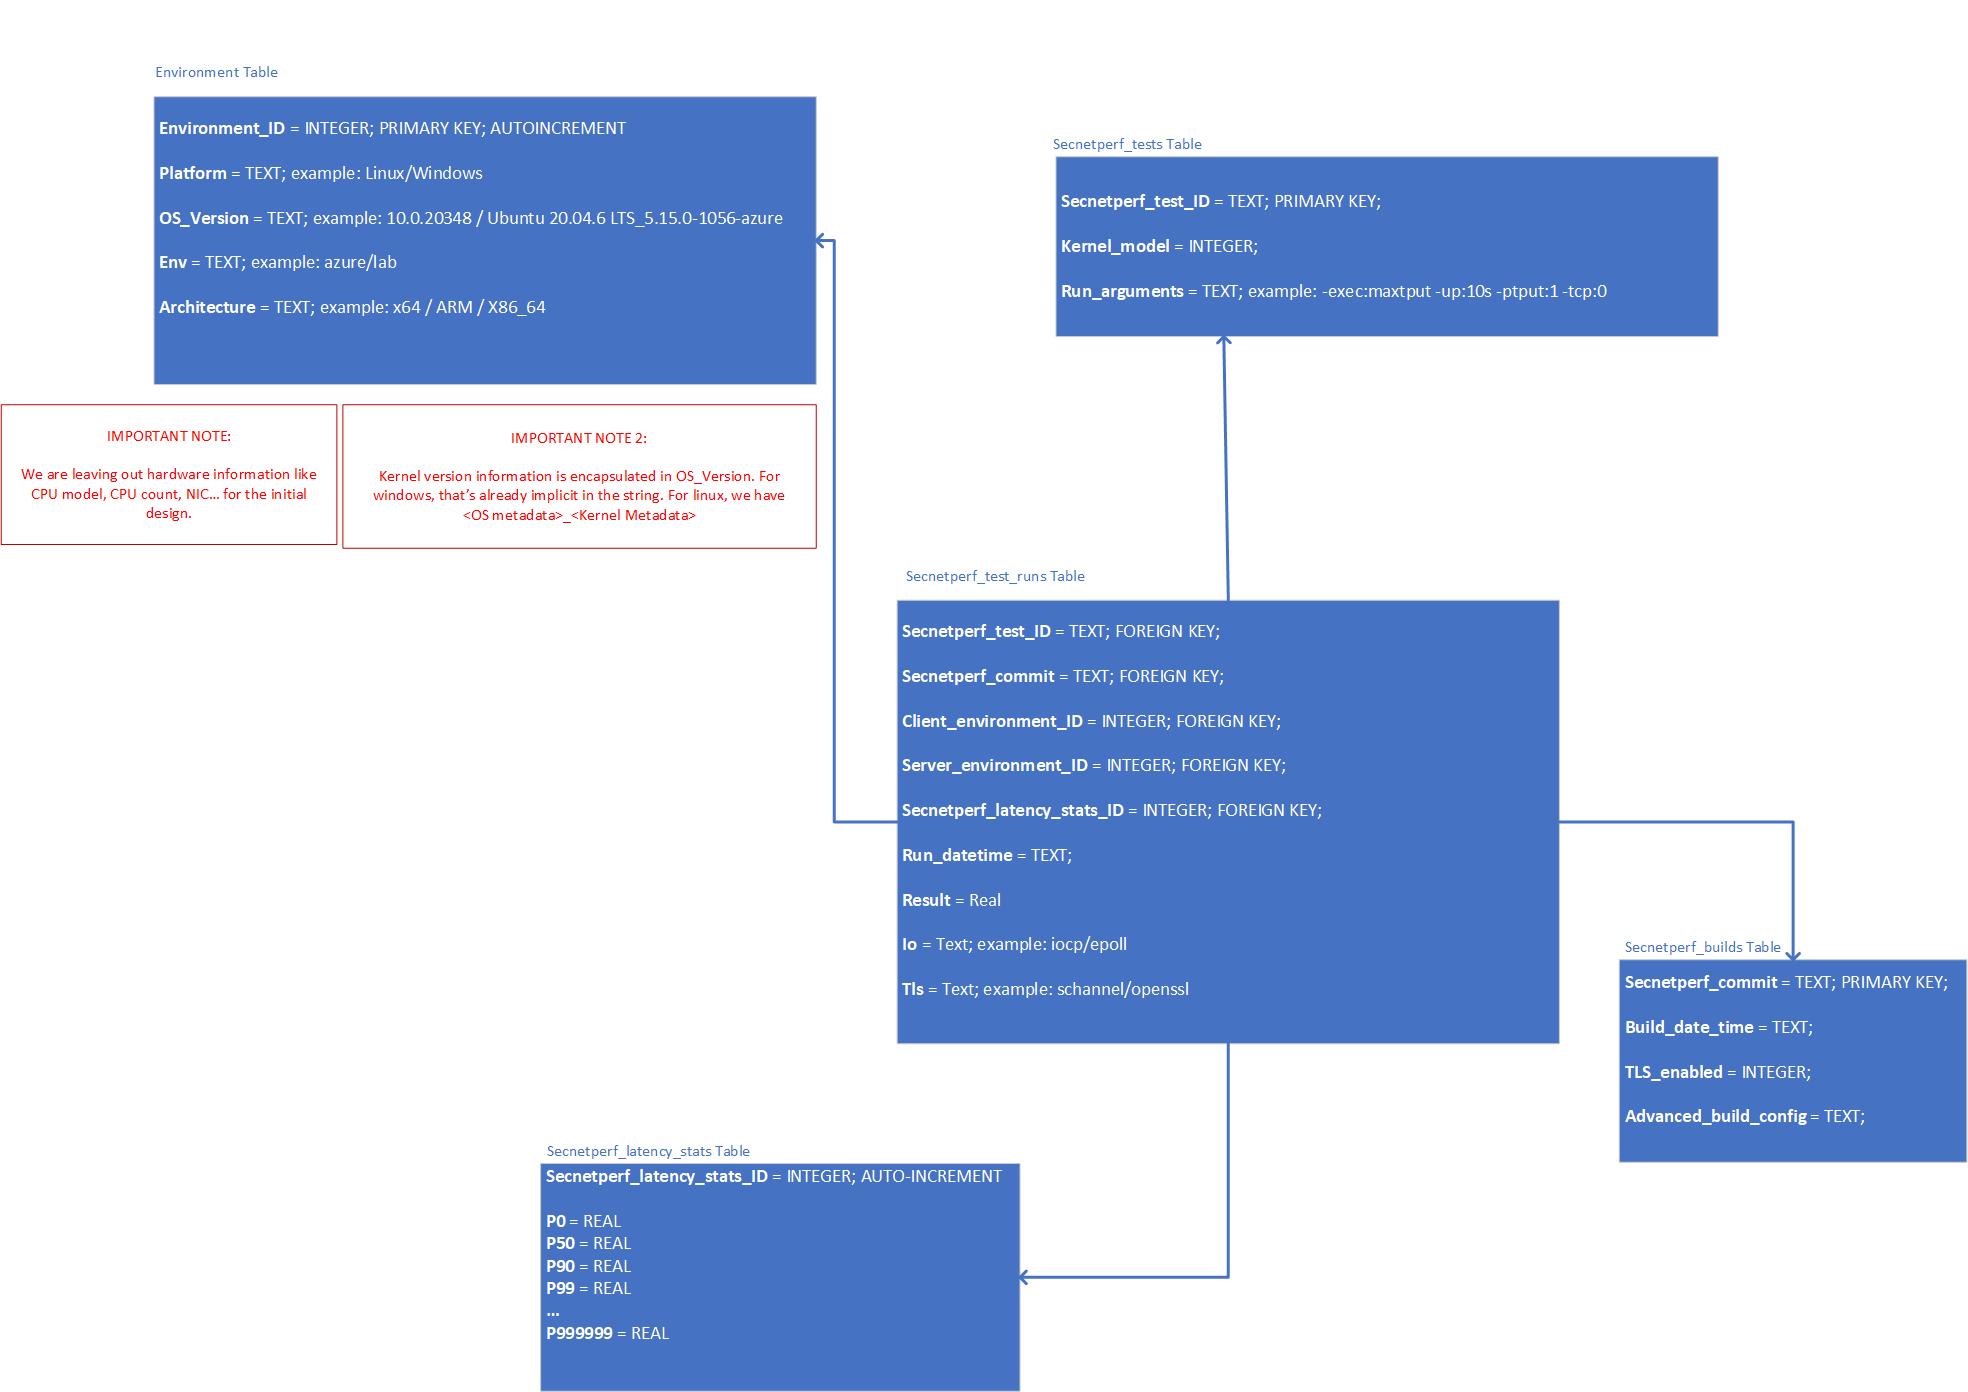 Environment Table
Environment_ID = INTEGER; PRIMARY KEY; AUTOINCREMENT
Platform = TEXT; example: Linux/Windows
OS_Version = TEXT; example: 10.0.20348 / Ubuntu 20.04.6 LTS_5.15.0-1056-azure
Env = TEXT; example: azure/lab
Architecture = TEXT; example: x64 / ARM / X86_64
IMPORTANT NOTE:
We are leaving out hardware information like
CPU model, CPU count, NIC... for the initial
design.
IMPORTANT NOTE 2:
Kernel version information is encapsulated in OS_Version. For
windows, that's already implicit in the string. For linux, we have
<OS metadata>_<Kernel Metadata>
Secnetperf_tests Table
Secnetperf_test_ID = TEXT; PRIMARY KEY;
Kernel_model = INTEGER;
Run_arguments = TEXT; example: -exec:maxtput -up:10s -ptput:1 -tcp:0
Secnetperf_test_runs Table
Secnetperf_test_ID = TEXT; FOREIGN KEY;
Secnetperf_commit = TEXT; FOREIGN KEY;
Client_environment_ID = INTEGER; FOREIGN KEY;
Server_environment_ID = INTEGER; FOREIGN KEY;
Secnetperf_latency_stats_ID = INTEGER; FOREIGN KEY;
Run_datetime = TEXT;
Result = Real
Io = Text; example: iocp/epoll
Tls = Text; example: schannel/openssl
Secnetperf_builds Table
Secnetperf_commit = TEXT; PRIMARY KEY;
Build_date_time = TEXT;
TLS_enabled = INTEGER;
Advanced_build_config = TEXT;
Secnetperf_latency_stats Table
Secnetperf_latency_stats_ID = INTEGER; AUTO-INCREMENT
P0 = REAL
P50 = REAL
P90 = REAL
P99 = REAL
...
P999999 = REAL